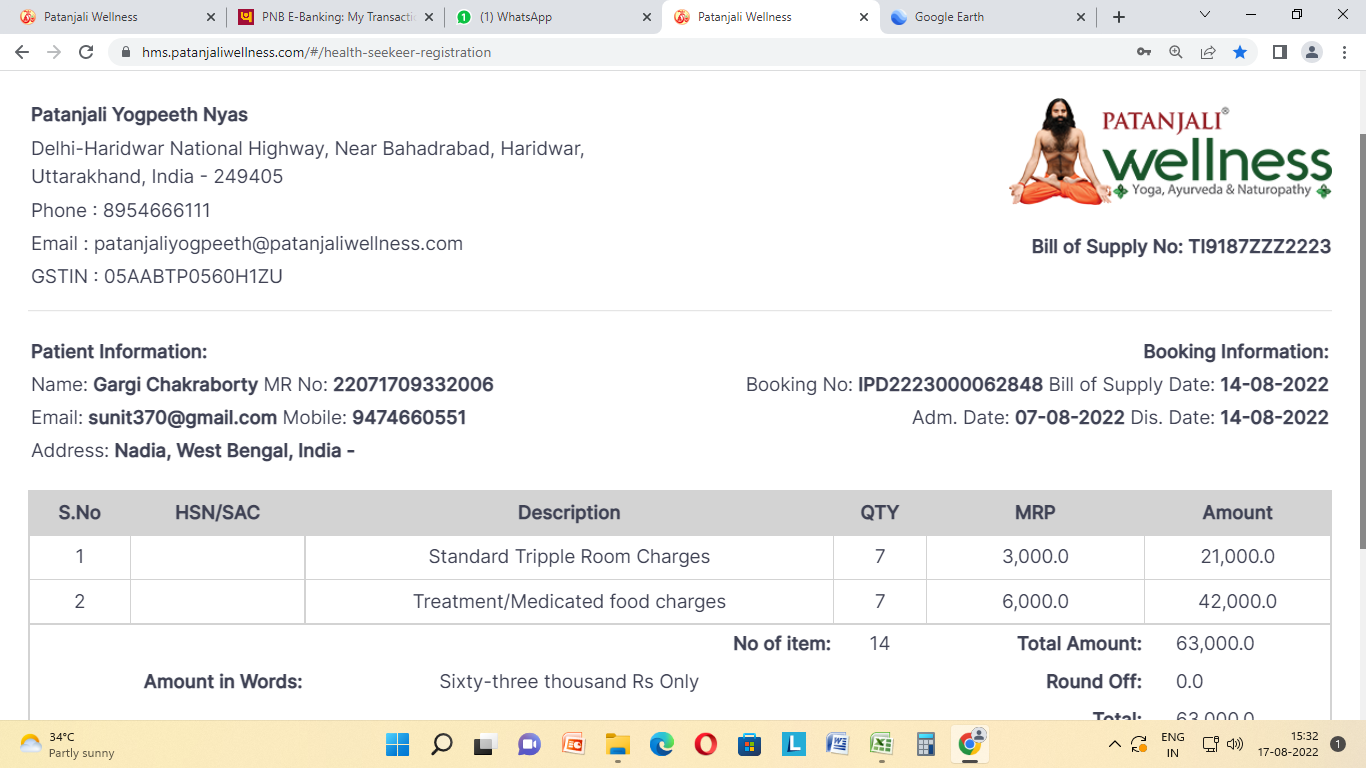 Patanjali Wellness
PNB E-Banking: My Transacti
(1) WhatsApp
Patanjali Wellness
Google Earth
hms.patanjaliwellness.com/#/health-seekeer-registration
Patanjali Yogpeeth Nyas
Delhi-Haridwar National Highway, Near Bahadrabad, Haridwar,
Uttarakhand, India - 249405
Phone : 8954666111
Email : patanjaliyogpeeth@patanjaliwellness.com
GSTIN : 05AABTP0560H1ZU
PATANJALI®
wellness
Yoga, Ayurveda & Naturopathy
Bill of Supply No: TI9187ZZZ2223
Patient Information:
Name: Gargi Chakraborty MR No: 22071709332006
Email: sunit370@gmail.com Mobile: 9474660551
Address: Nadia, West Bengal, India -
Booking Information:
Booking No: IPD2223000062848 Bill of Supply Date: 14-08-2022
Adm. Date: 07-08-2022 Dis. Date: 14-08-2022
S.No HSN/SAC Description QTY MRP Amount
1 Standard Tripple Room Charges 7 3,000.0 21,000.0
2 Treatment/Medicated food charges 7 6,000.0 42,000.0
No of item: 14 Total Amount: 63,000.0
Amount in Words: Sixty-three thousand Rs Only Round Off: 0.0
Total: 63,000.0
34°C
Partly sunny
ENG
IN
15:32
17-08-2022
1